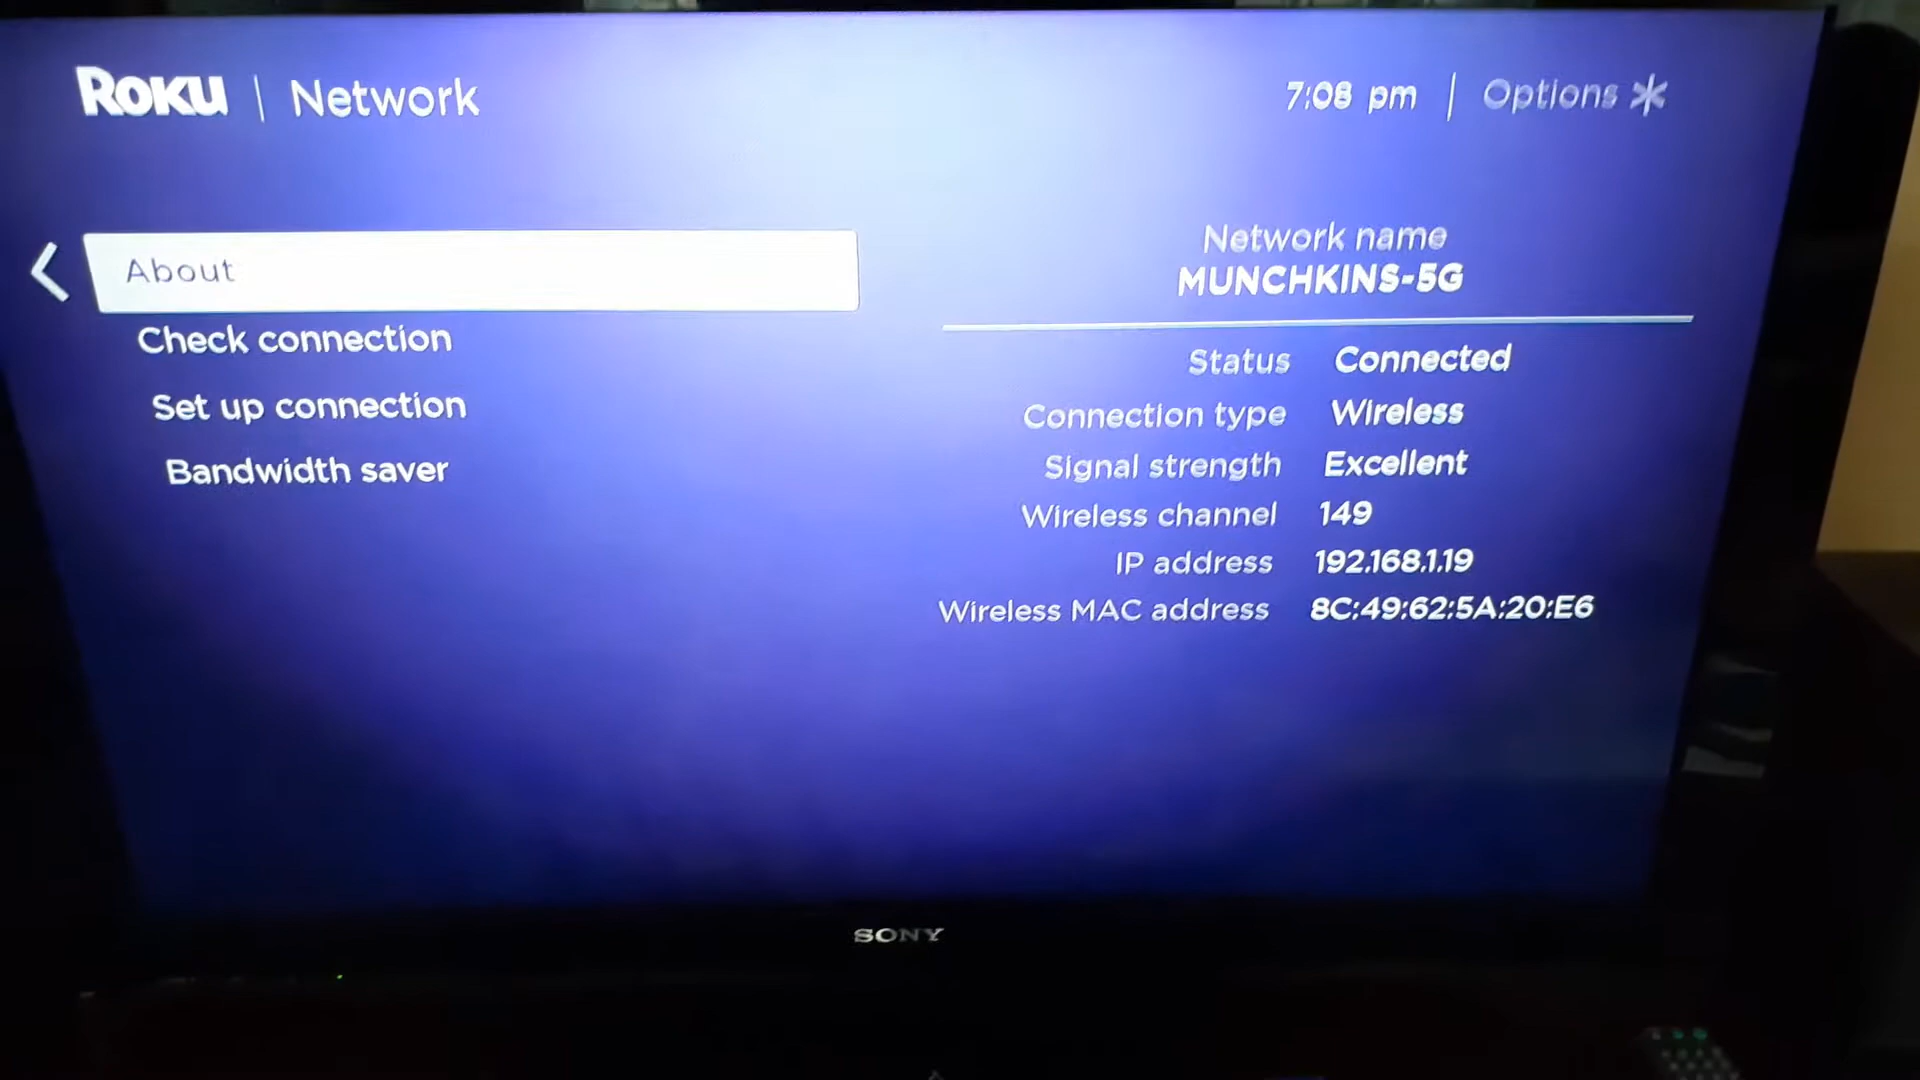 Roku | Network
7:08 pm | Options
About
Check connection
Set up connection
Bandwidth saver
Network name
MUNCHKINS-5G
Status Connected
Connection type Wireless
Signal strength Excellent
Wireless channel 149
IP address 192.168.1.19
Wireless MAC address 8C:49:62:5A:20:E6
SONY